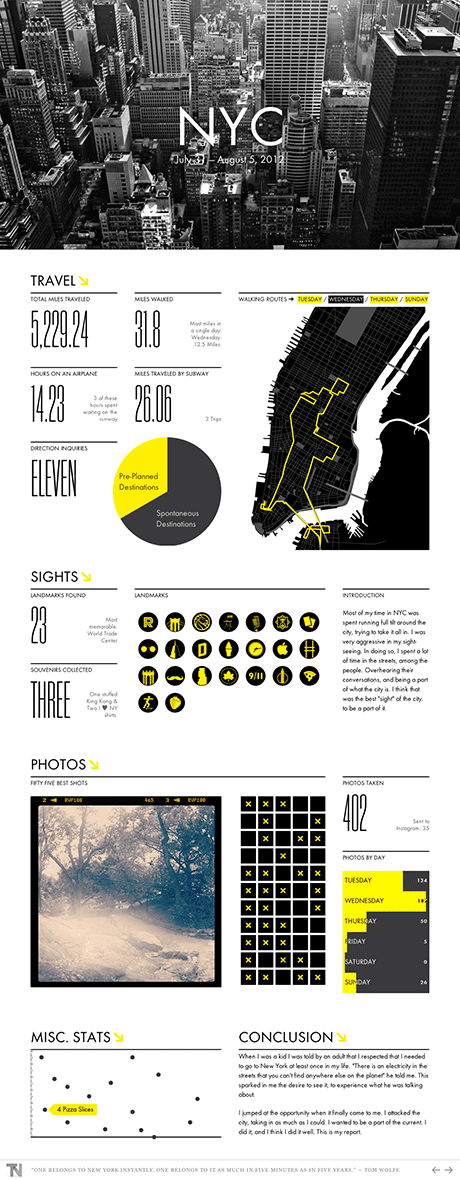 NYC
July 31 – August 5, 2012
TRAVEL
TOTAL MILES TRAVELED
5,229.24
MILES WALKED
31.8
Most miles in
a single day:
Wednesday:
12.5 Miles.
WALKING ROUTES ➔ TUESDAY / WEDNESDAY / THURSDAY / SUNDAY
HOURS ON AN AIRPLANE
14.23
3 of these
hours spent
waiting on the
runway
MILES TRAVELED BY SUBWAY
26.06
3 Trips
DIRECTION INQUIRIES
ELEVEN
Pre-Planned
Destinations
Spontaneous
Destinations
SIGHTS
LANDMARKS FOUND
23
Most
memorable:
World Trade
Center
SOUVENIRS COLLECTED
THREE
One stuffed
King Kong &
Two I ♥ NY
shirts.
LANDMARKS
R
9/11
INTRODUCTION
Most of my time in NYC was
spent running full tilt around the
city, trying to take it all in. I was
very aggressive in my sight-
seeing. In doing so, I spent a lot
of time in the streets, among the
people. Overhearing their
conversations, and being a part
of what the city is. I think that
was the best "sight" of the city.
to be a part of it.
PHOTOS
FIFTY FIVE BEST SHOTS
2 RVP100 465 3 RVP100
PHOTOS TAKEN
402
Sent to
Instagram: 35
PHOTOS BY DAY
TUESDAY 134
WEDNESDAY 187
THURSDAY 50
FRIDAY 5
SATURDAY 0
SUNDAY 26
MISC. STATS
4 Pizza Slices
CONCLUSION
When I was a kid I was told by an adult that I respected that I needed
to go to New York at least once in my life. "There is an electricity in the
streets that you can't find anywhere else on the planet" he told me. This
sparked in me the desire to see it, to experience what he was talking
about.
I jumped at the opportunity when it finally came to me. I attacked the
city, taking in as much as I could. I wanted to be a part of the current. I
did it, and I think I did it well. This is my report.
TN
"ONE BELONGS TO NEW YORK INSTANTLY, ONE BELONGS TO IT AS MUCH IN FIVE MINUTES AS IN FIVE YEARS." – TOM WOLFE